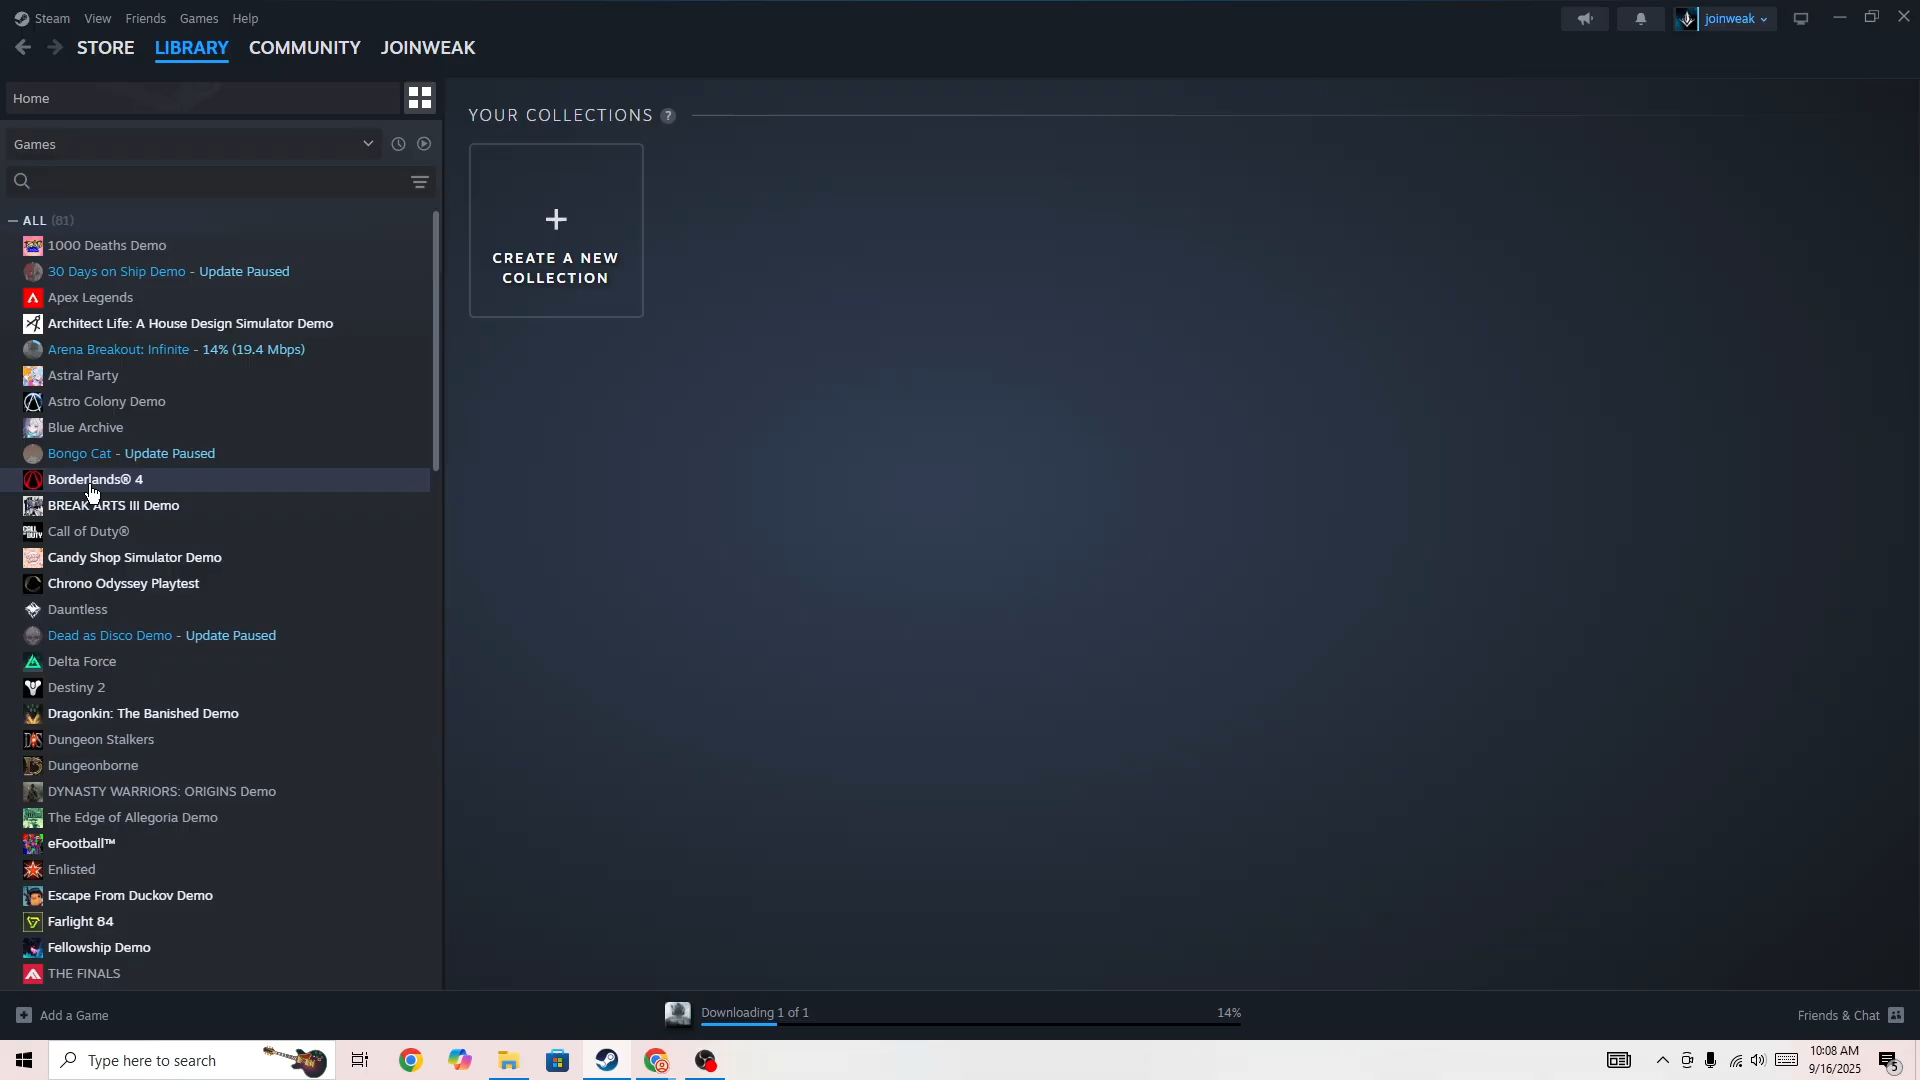 Steam View Friends Games Help
joinweak
STORE LIBRARY COMMUNITY JOINWEAK
Home
Games
ALL (81)
1000 Deaths Demo
30 Days on Ship Demo - Update Paused
Apex Legends
Architect Life: A House Design Simulator Demo
Arena Breakout: Infinite - 14% (19.4 Mbps)
Astral Party
Astro Colony Demo
Blue Archive
Bongo Cat - Update Paused
Borderlands® 4
BREAK ARTS III Demo
Call of Duty®
Candy Shop Simulator Demo
Chrono Odyssey Playtest
Dauntless
Dead as Disco Demo - Update Paused
Delta Force
Destiny 2
Dragonkin: The Banished Demo
Dungeon Stalkers
Dungeonborne
DYNASTY WARRIORS: ORIGINS Demo
The Edge of Allegoria Demo
eFootball™
Enlisted
Escape From Duckov Demo
Farlight 84
Fellowship Demo
THE FINALS
YOUR COLLECTIONS ?
+
CREATE A NEW
COLLECTION
Add a Game
Downloading 1 of 1
14%
Friends & Chat
Type here to search
10:08 AM
9/16/2025
5